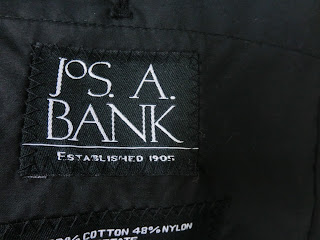 JOS. A.
BANK
ESTABLISHED 1905
% COTTON 48% NYLON